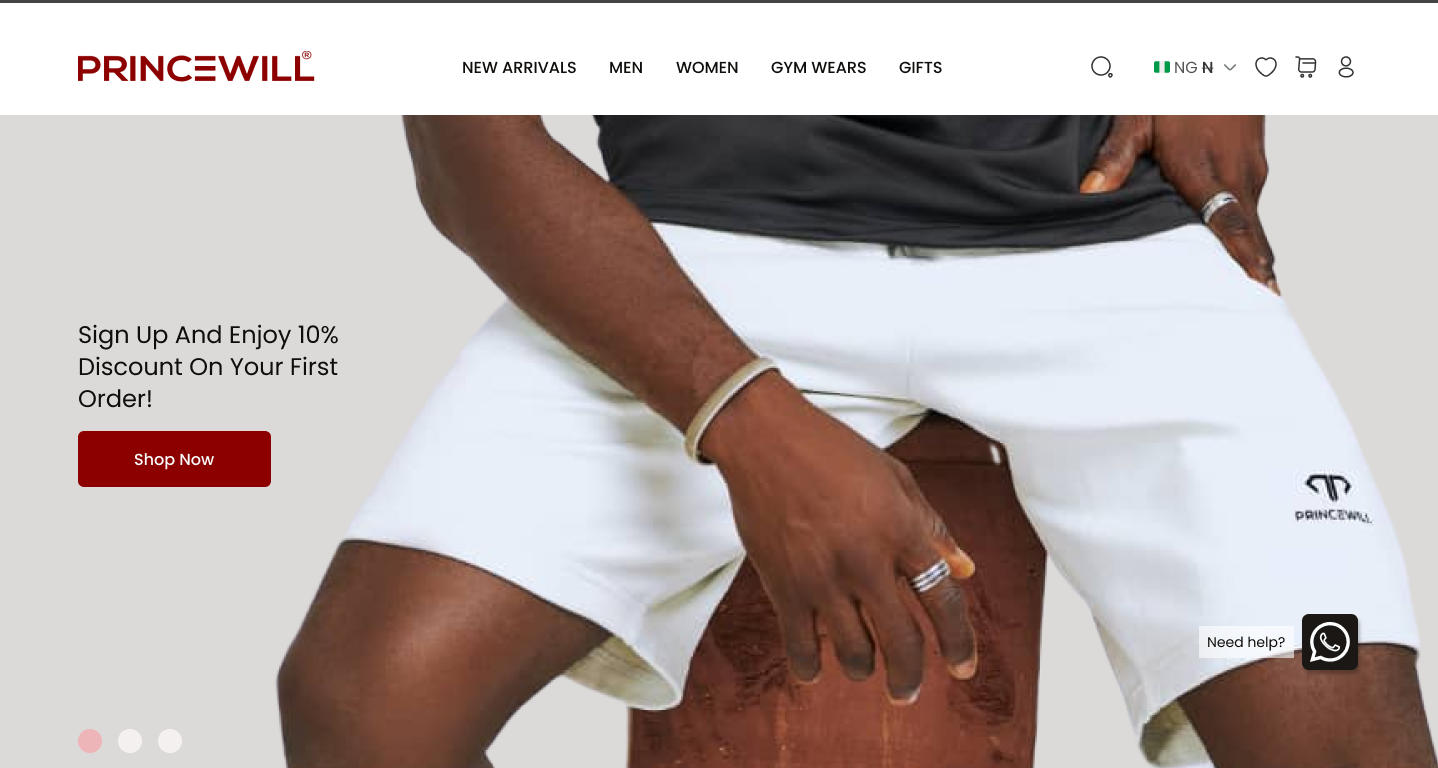 PRINCEWILL®
NEW ARRIVALS MEN WOMEN GYM WEARS GIFTS
NG ₦
Sign Up And Enjoy 10%
Discount On Your First
Order!
Shop Now
PRINCEWILL
Need help?